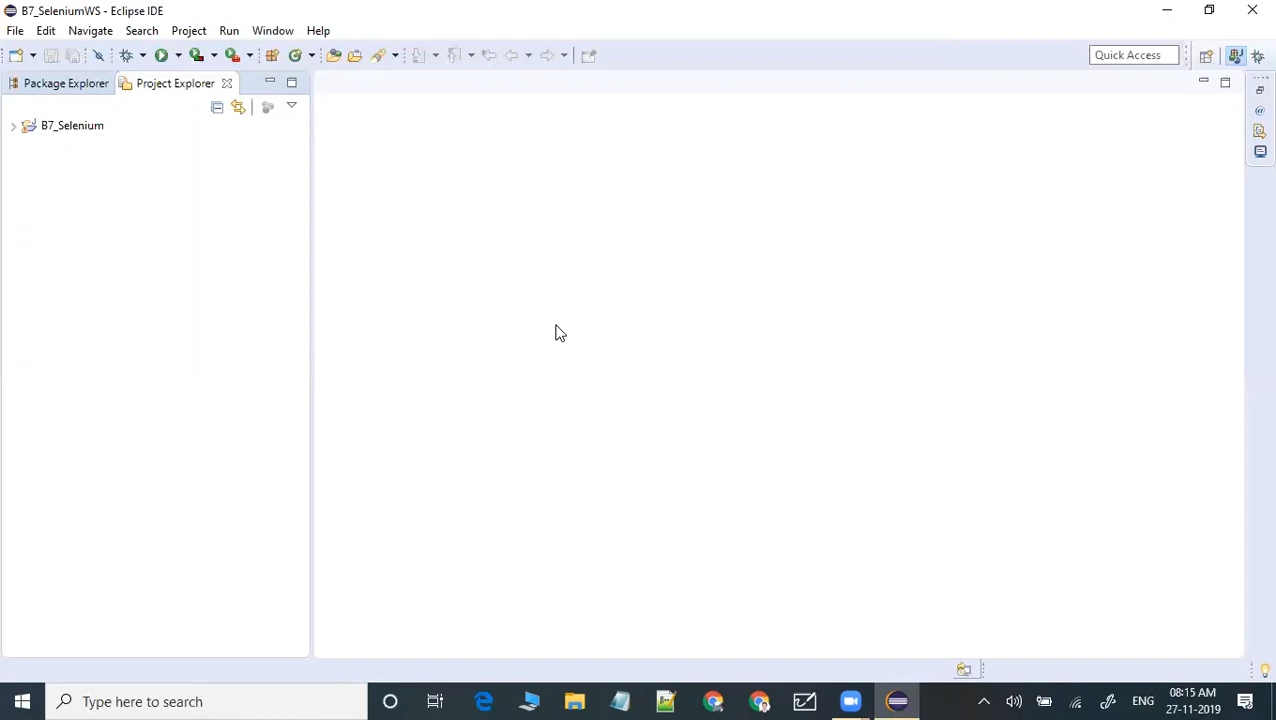 B7_SeleniumWS - Eclipse IDE
File Edit Navigate Search Project Run Window Help
Quick Access
Package Explorer Project Explorer
B7_Selenium
Type here to search
ENG
08:15 AM
27-11-2019